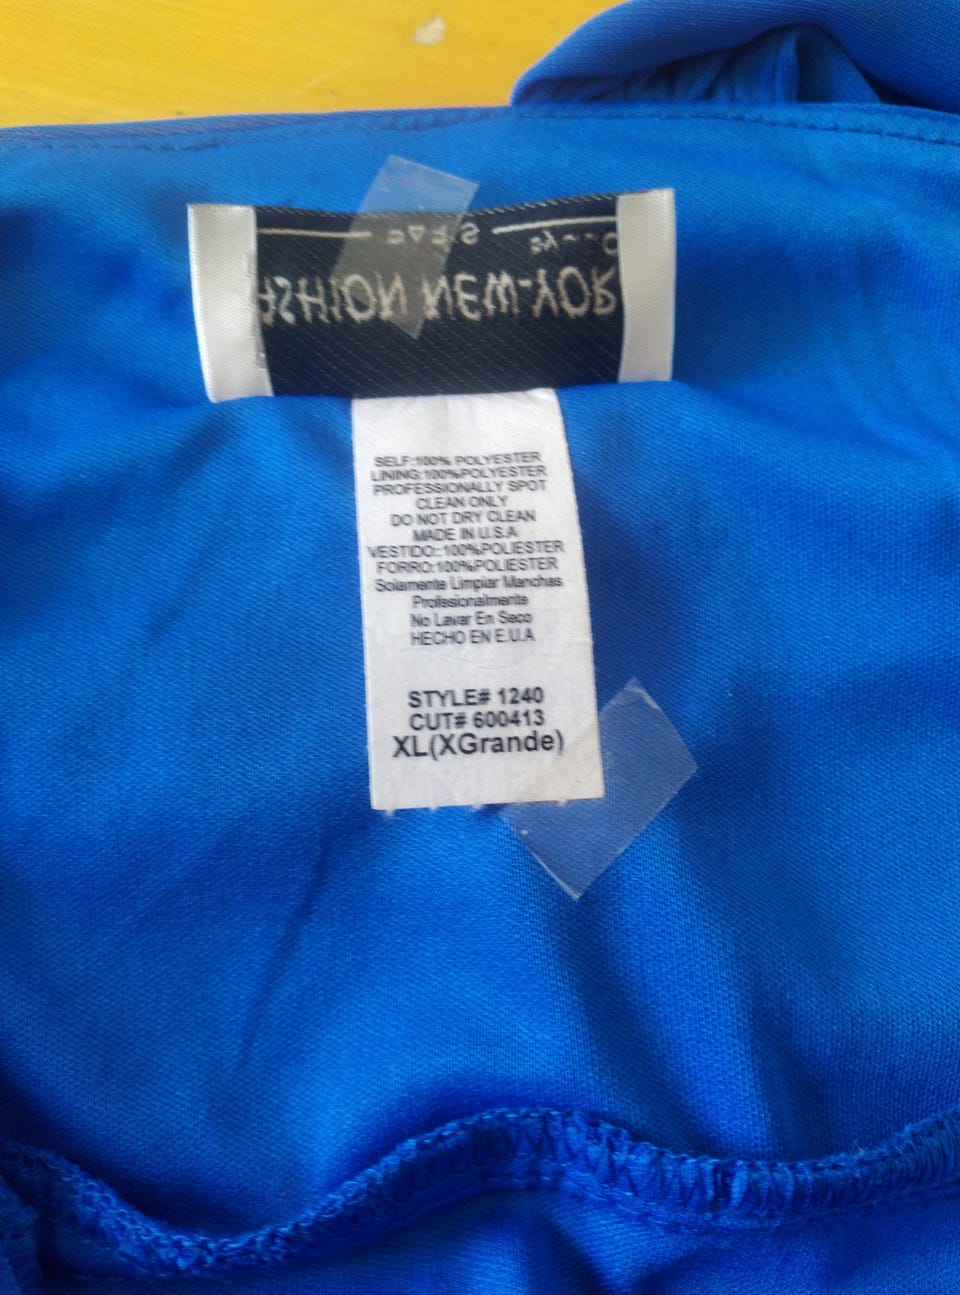 PARIS
ASHION NEW-YOR
SELF:100% POLYESTER
LINING:100%POLYESTER
PROFESSIONALLY SPOT
CLEAN ONLY
DO NOT DRY CLEAN
MADE IN U.S.A
VESTIDO::100%POLIESTER
FORRO:100%POLIESTER
Solamente Limpiar Manchas
Profesionalmente
No Lavar En Seco
HECHO EN E.U.A
STYLE# 1240
CUT# 600413
XL(XGrande)